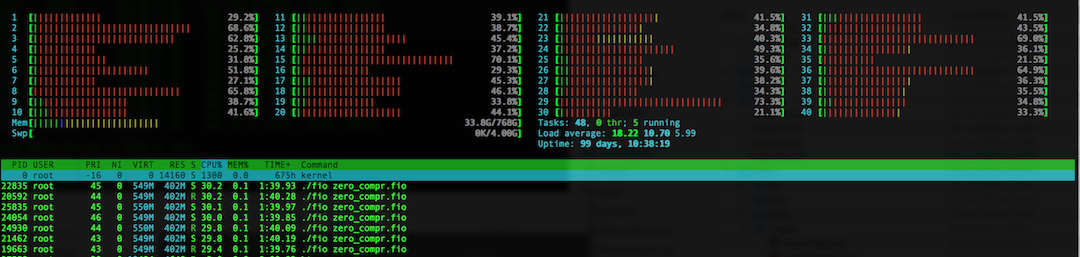 1 [ 29.2%] 11 [ 39.1%] 21 [ 41.5%] 31 [ 41.5%]
2 [ 68.6%] 12 [ 38.7%] 22 [ 34.8%] 32 [ 43.5%]
3 [ 62.8%] 13 [ 45.4%] 23 [ 40.3%] 33 [ 69.0%]
4 [ 25.2%] 14 [ 37.2%] 24 [ 49.3%] 34 [ 36.1%]
5 [ 31.8%] 15 [ 70.1%] 25 [ 35.6%] 35 [ 21.5%]
6 [ 51.8%] 16 [ 29.3%] 26 [ 39.6%] 36 [ 64.9%]
7 [ 27.1%] 17 [ 45.3%] 27 [ 38.2%] 37 [ 36.3%]
8 [ 65.8%] 18 [ 46.1%] 28 [ 34.3%] 38 [ 35.5%]
9 [ 38.7%] 19 [ 33.8%] 29 [ 73.3%] 39 [ 34.8%]
10 [ 41.6%] 20 [ 44.1%] 30 [ 21.1%] 40 [ 33.3%]
Mem[ 33.8G/768G] Tasks: 48, 0 thr; 5 running
Swp[ 0K/4.00G] Load average: 18.22 10.70 5.99
Uptime: 99 days, 10:38:19
PID USER PRI NI VIRT RES S CPU% MEM% TIME+ Command
0 root -16 0 0 14160 S 1300 0.0 675h kernel
22835 root 45 0 549M 402M S 30.2 0.1 1:39.93 ./fio zero_compr.fio
20592 root 44 0 549M 402M R 30.2 0.1 1:40.28 ./fio zero_compr.fio
25835 root 45 0 550M 402M S 30.1 0.1 1:39.97 ./fio zero_compr.fio
24054 root 46 0 549M 402M S 30.0 0.1 1:39.85 ./fio zero_compr.fio
24930 root 44 0 550M 402M R 29.8 0.1 1:40.09 ./fio zero_compr.fio
21462 root 43 0 549M 402M S 29.8 0.1 1:40.19 ./fio zero_compr.fio
19663 root 43 0 549M 402M R 29.4 0.1 1:39.76 ./fio zero_compr.fio